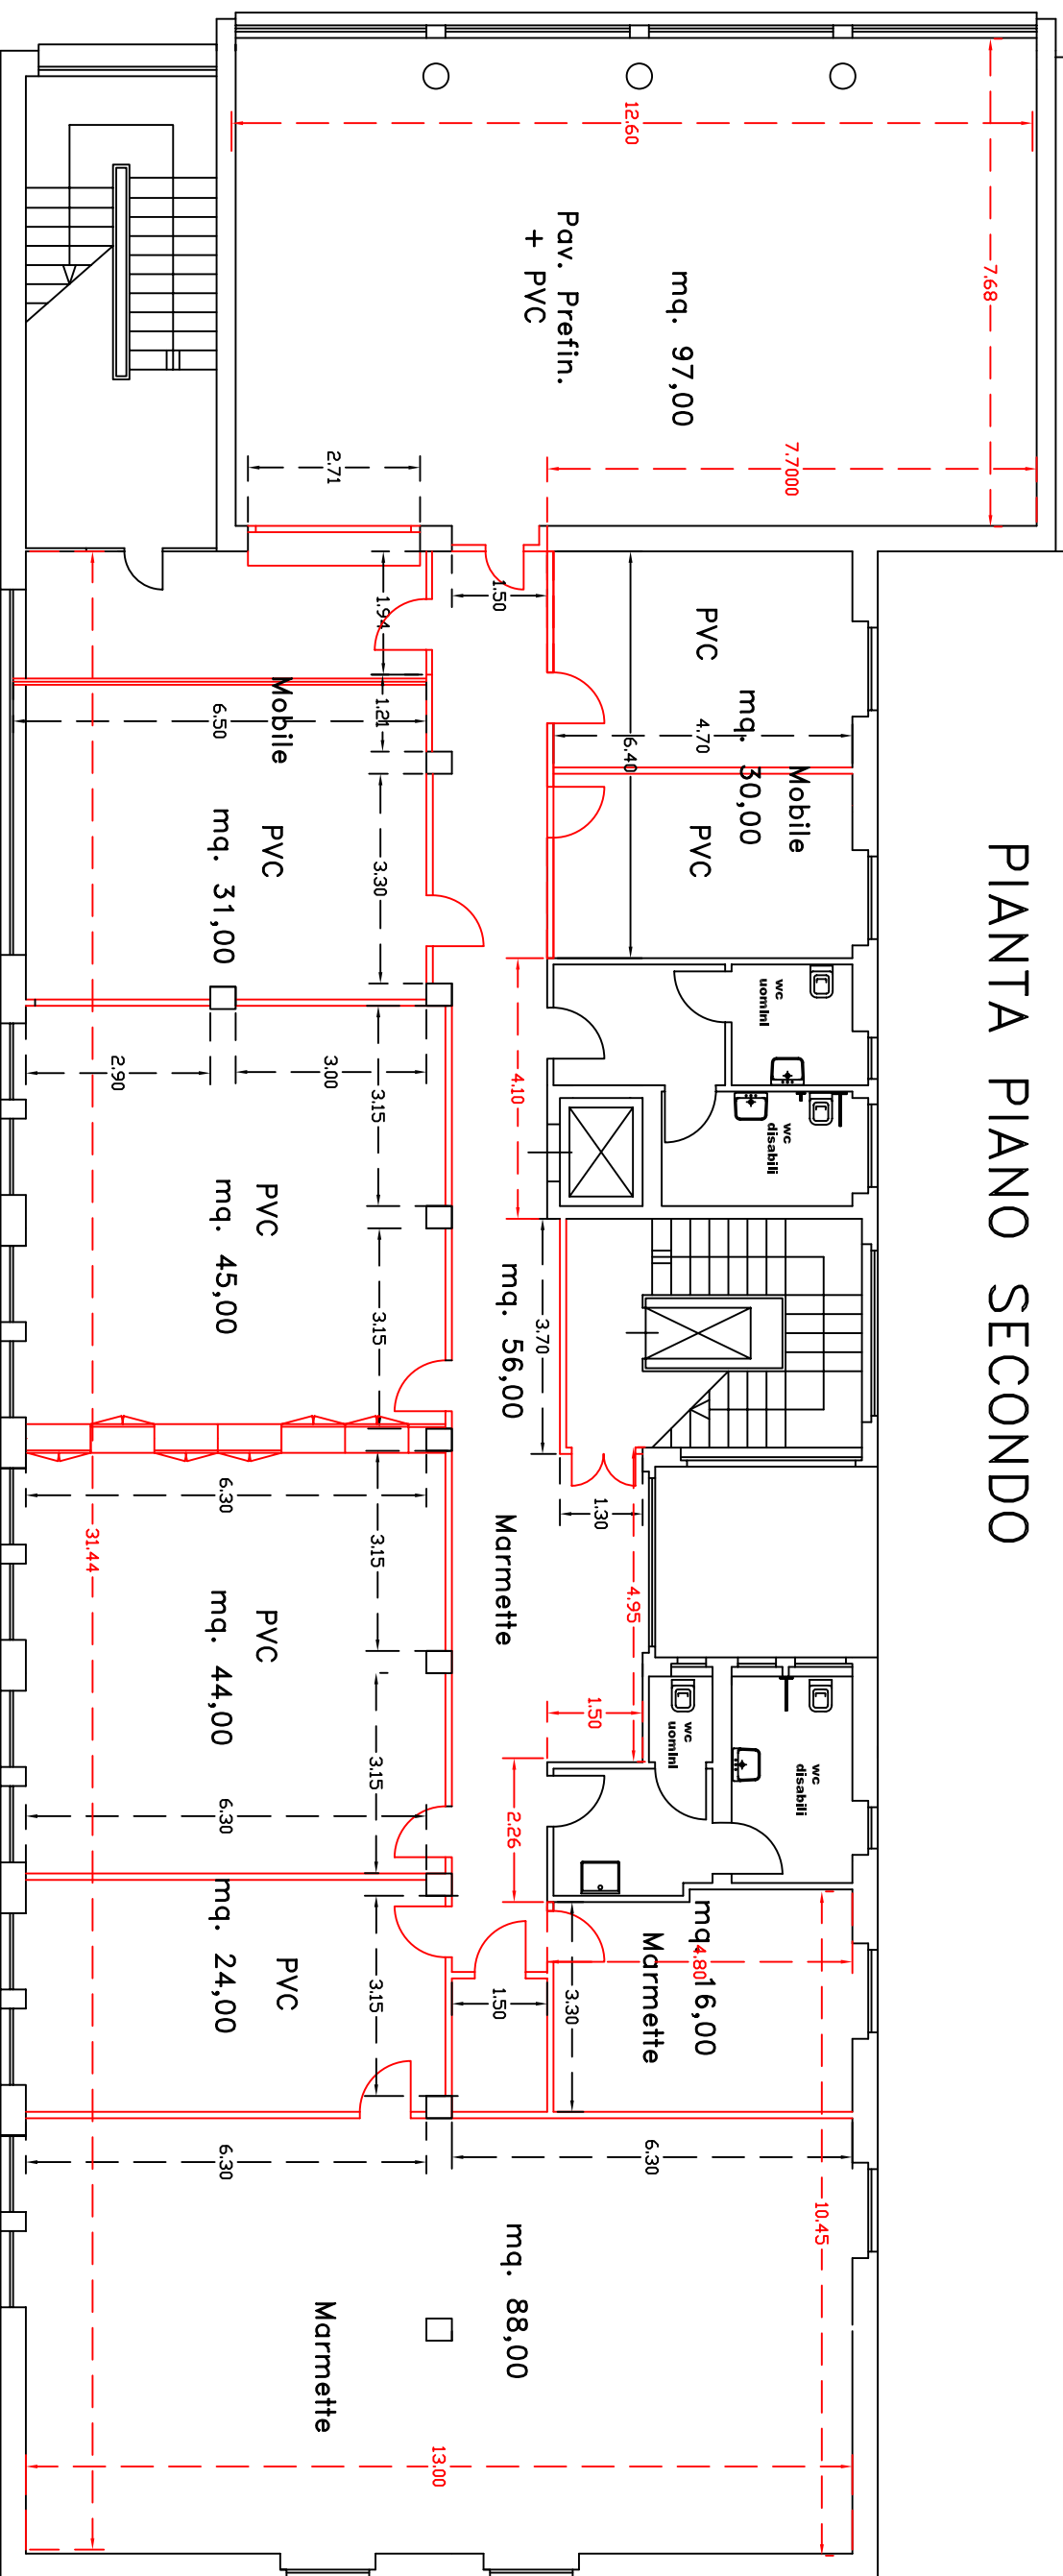 PIANTA PIANO SECONDO
7.68
12.60
mq. 97,00
Pav. Prefin.
+ PVC
7.7000
2.71
1.50
1.94
1.21
PVC
mq. 30,00
4.70
6.40
Mobile
PVC
Mobile
6.50
3.30
PVC
mq. 31,00
wc
uomini
wc
disabili
4.10
3.00
2.90
3.15
PVC
mq. 45,00
3.15
mq. 56,00
3.70
1.30
Marmette
4.95
6.30
3.15
31.44
PVC
mq. 44,00
3.15
6.30
1.50
wc
uomini
wc
disabili
2.26
mq. 16,00
4.80
Marmette
3.30
1.50
mq. 24,00
PVC
3.15
6.30
6.30
10.45
mq. 88,00
Marmette
13.00